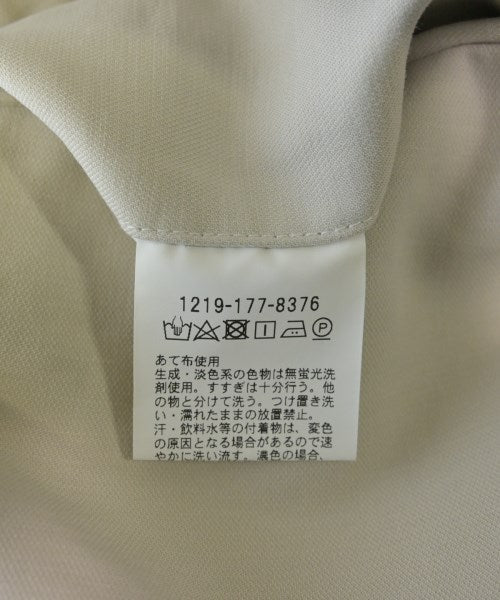 1219-177-8376
あて布使用
生成・淡色系の色物は無蛍光洗
剤使用。すすぎは十分行う。他
の物と分けて洗う。つけ置き洗
い・濡れたままの放置禁止。
汗・飲料水等の付着物は、変色
の原因となる場合があるので速
やかに洗い流す。濃色の場合、